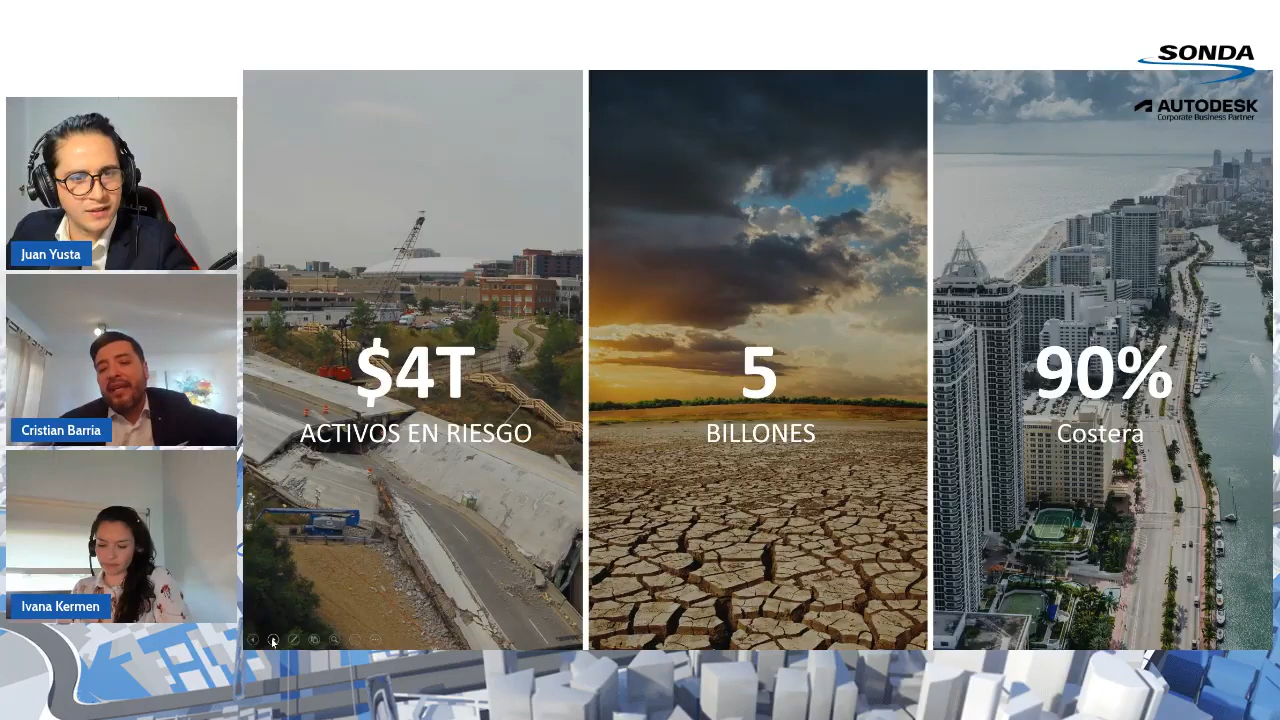 SONDA
AUTODESK
Corporate Business Partner
Juan Yusta
Cristian Barria
Ivana Kermen
$4T
ACTIVOS EN RIESGO
5
BILLONES
90%
Costera